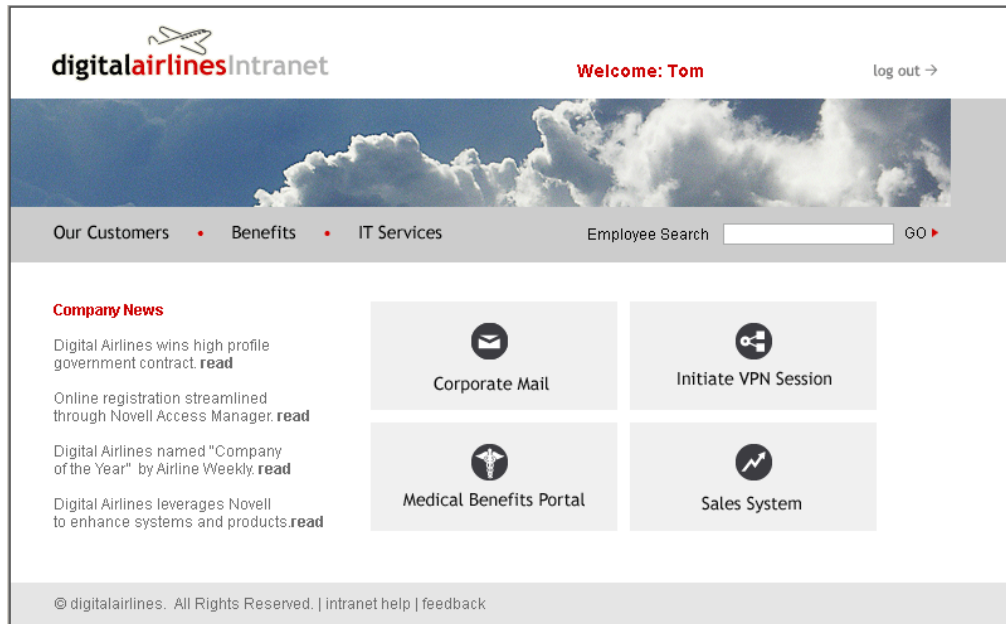 digitalairlinesIntranet
Welcome: Tom
log out →
Our Customers • Benefits • IT Services
Employee Search GO
Company News
Digital Airlines wins high profile
government contract. read
Online registration streamlined
through Novell Access Manager. read
Digital Airlines named "Company
of the Year" by Airline Weekly. read
Digital Airlines leverages Novell
to enhance systems and products.read
Corporate Mail
Initiate VPN Session
Medical Benefits Portal
Sales System
© digitalairlines. All Rights Reserved. | intranet help | feedback